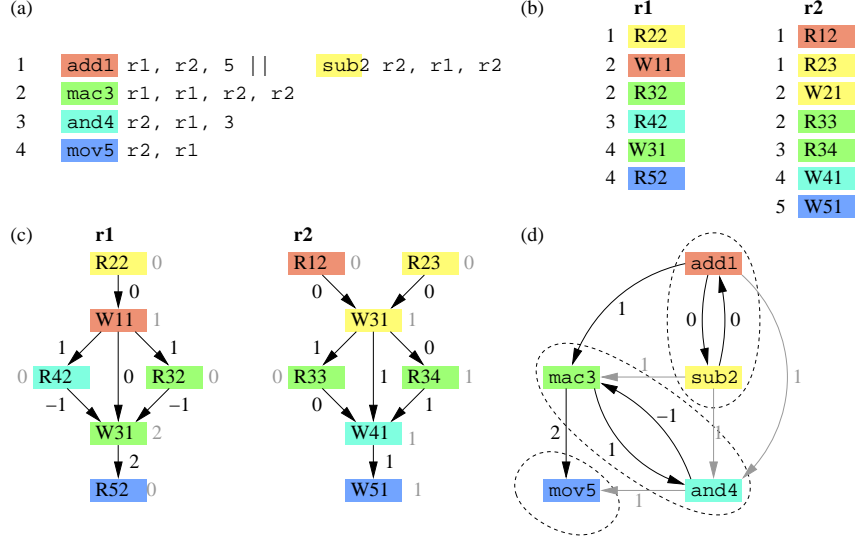 (a)
1 add1 r1, r2, 5 || sub2 r2, r1, r2
2 mac3 r1, r1, r2, r2
3 and4 r2, r1, 3
4 mov5 r2, r1
(b)
r1 r2
1 R22 1 R12
2 W11 1 R23
2 R32 2 W21
3 R42 2 R33
4 W31 3 R34
4 R52 4 W41
5 W51
(c)
r1 r2
R22 0 R12 0 R23 0
0 0 0
W11 1 W31 1
1 0 1 1 1 0
0 R42 R32 0 0 R33 R34 1
−1 −1 0 1
W31 2 W41 1
2 1
R52 0 W51 1
(d)
add1
1 0 0 1
mac3 1 sub2
2 1 −1 1
mov5 1 and4